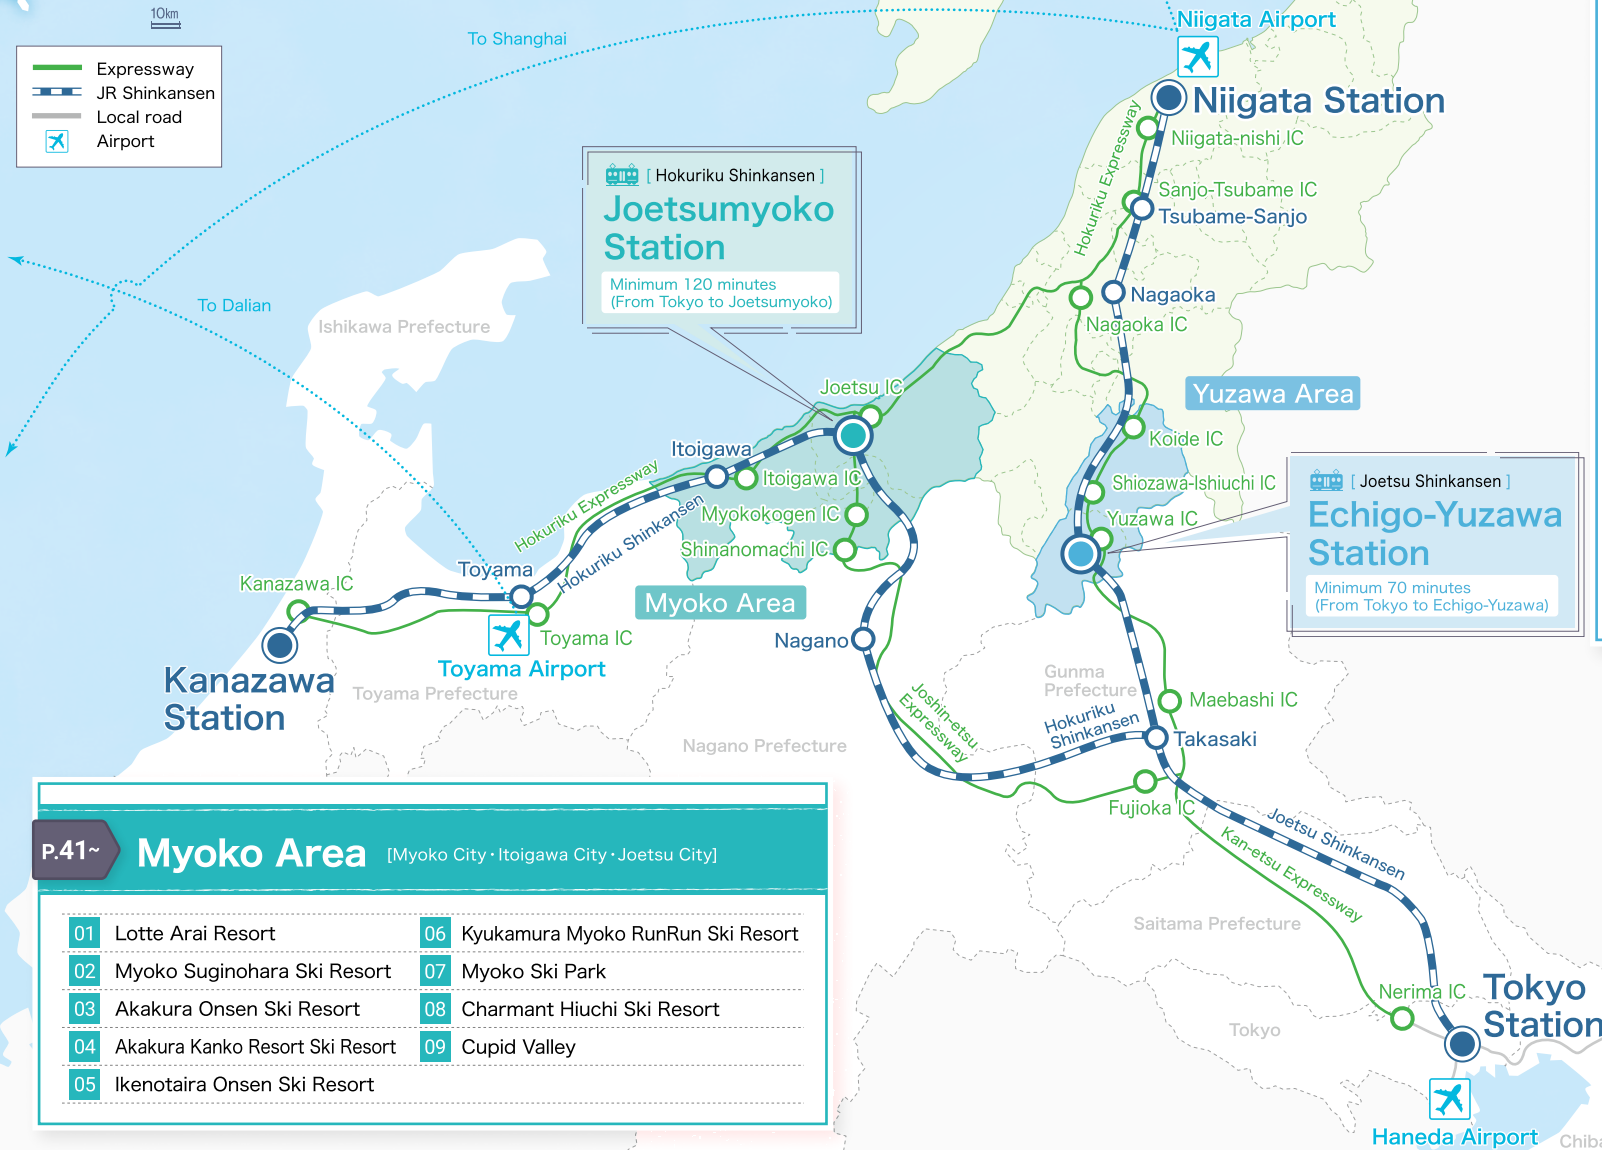 10km
Expressway
JR Shinkansen
Local road
Airport
To Shanghai
To Dalian
Niigata Airport
Niigata Station
Niigata-nishi IC
Hokuriku Expressway
Sanjo-Tsubame IC
Tsubame-Sanjo
Nagaoka
Nagaoka IC
[ Hokuriku Shinkansen ]
Joetsumyoko
Station
Minimum 120 minutes
(From Tokyo to Joetsumyoko)
Ishikawa Prefecture
Joetsu IC
Yuzawa Area
Koide IC
Shiozawa-Ishiuchi IC
Yuzawa IC
[ Joetsu Shinkansen ]
Echigo-Yuzawa
Station
Minimum 70 minutes
(From Tokyo to Echigo-Yuzawa)
Itoigawa
Itoigawa IC
Hokuriku Expressway
Hokuriku Shinkansen
Myokokogen IC
Shinanomachi IC
Myoko Area
Toyama
Kanazawa IC
Toyama IC
Toyama Airport
Kanazawa
Station
Toyama Prefecture
Nagano
Nagano Prefecture
Joshin-etsu
Expressway
Gunma
Prefecture
Hokuriku
Shinkansen
Maebashi IC
Takasaki
Fujioka IC
Joetsu Shinkansen
Kan-etsu Expressway
Saitama Prefecture
Nerima IC
Tokyo
Station
Tokyo
Haneda Airport
Chiba
P.41~
Myoko Area
[Myoko City・Itoigawa City・Joetsu City]
01 Lotte Arai Resort
02 Myoko Suginohara Ski Resort
03 Akakura Onsen Ski Resort
04 Akakura Kanko Resort Ski Resort
05 Ikenotaira Onsen Ski Resort
06 Kyukamura Myoko RunRun Ski Resort
07 Myoko Ski Park
08 Charmant Hiuchi Ski Resort
09 Cupid Valley